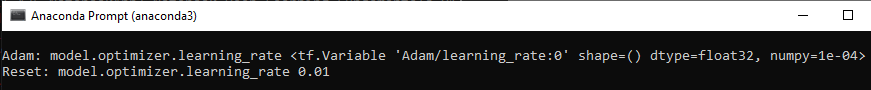 Anaconda Prompt (anaconda3)
Adam: model.optimizer.learning_rate <tf.Variable 'Adam/learning_rate:0' shape=() dtype=float32, numpy=1e-04>
Reset: model.optimizer.learning_rate 0.01